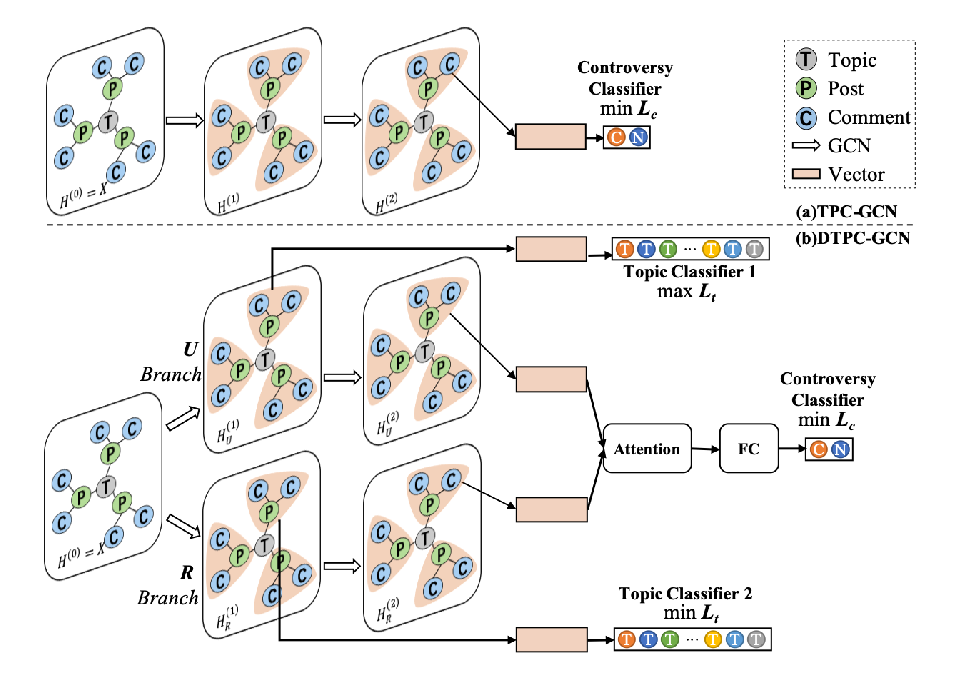 C C
P
C T C
P P
C C
C
H^(0) = X
C C
P
C T C
P P
C C
C
H^(1)
C C
P
C T C
P P
C C
C
H^(2)
Controversy
Classifier
min L_c
C N
T Topic
P Post
C Comment
GCN
Vector
(a)TPC-GCN
(b)DTPC-GCN
T T T ... T T T
Topic Classifier 1
max L_t
U
Branch
C C
P
C T C
P P
C C
C
H_U^(1)
C C
P
C T C
P P
C C
C
H_U^(2)
C C
P
C T C
P P
C C
C
H^(0) = X
Attention
FC
Controversy
Classifier
min L_c
C N
R
Branch
C C
P
C T C
P P
C C
C
H_R^(1)
C C
P
C T C
P P
C C
C
H_R^(2)
Topic Classifier 2
min L_t
T T T ... T T T